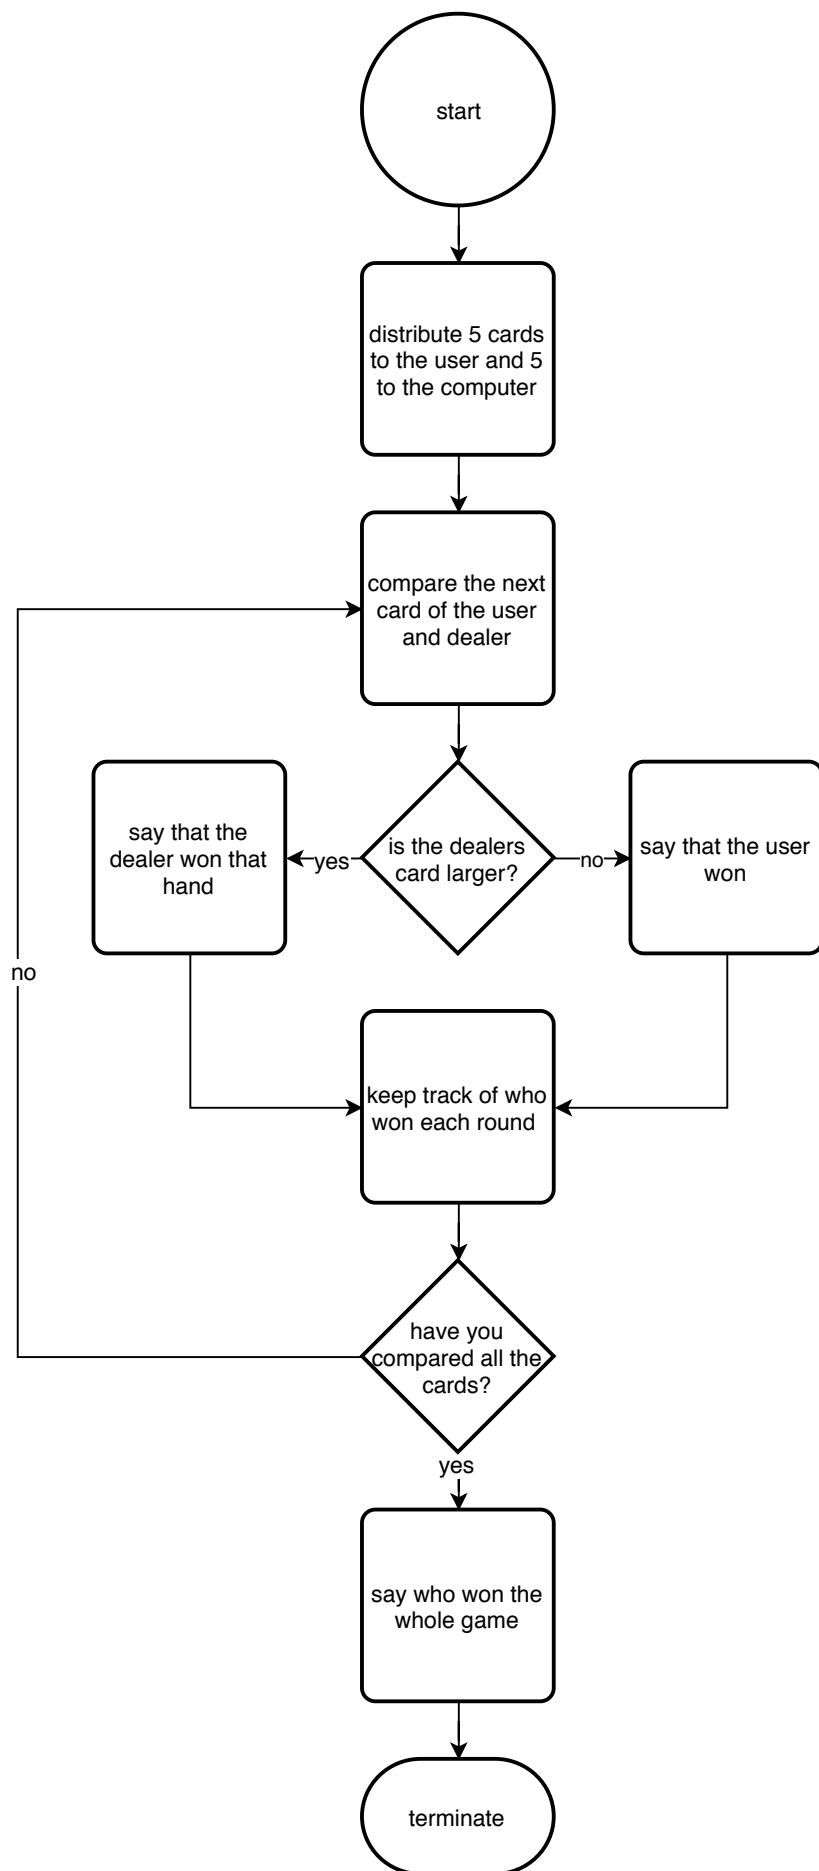 start
distribute 5 cards
to the user and 5
to the computer
compare the next
card of the user
and dealer
is the dealers
card larger?
yes
no
say that the
dealer won that
hand
say that the user
won
keep track of who
won each round
have you
compared all the
cards?
no
yes
say who won the
whole game
terminate